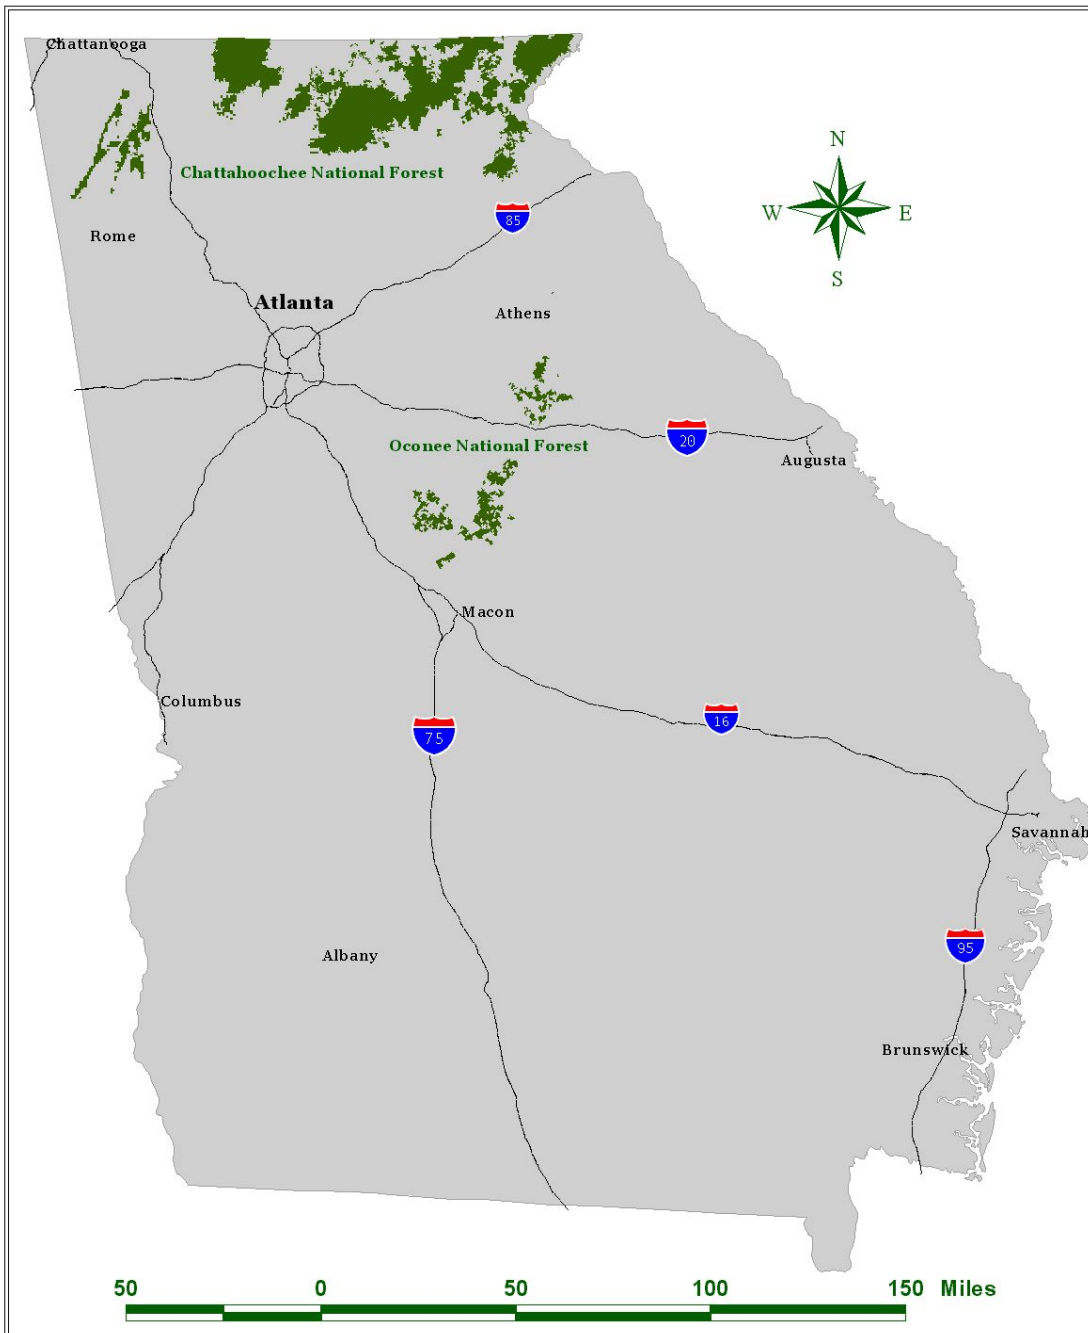 Chattanooga
N
Chattahoochee National Forest
W
E
85
Rome
S
Atlanta
Athens
20
Oconee National Forest
Augusta
Macon
Columbus
16
75
Savannah
95
Albany
Brunswick
50 0 50 100 150 Miles